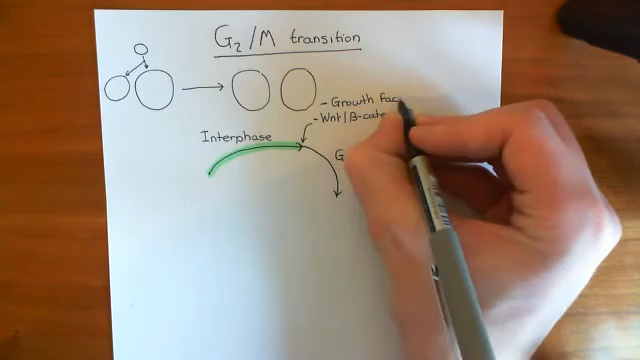 G₂/M transition
- Growth fac
- Wnt/β-cate
Interphase
G